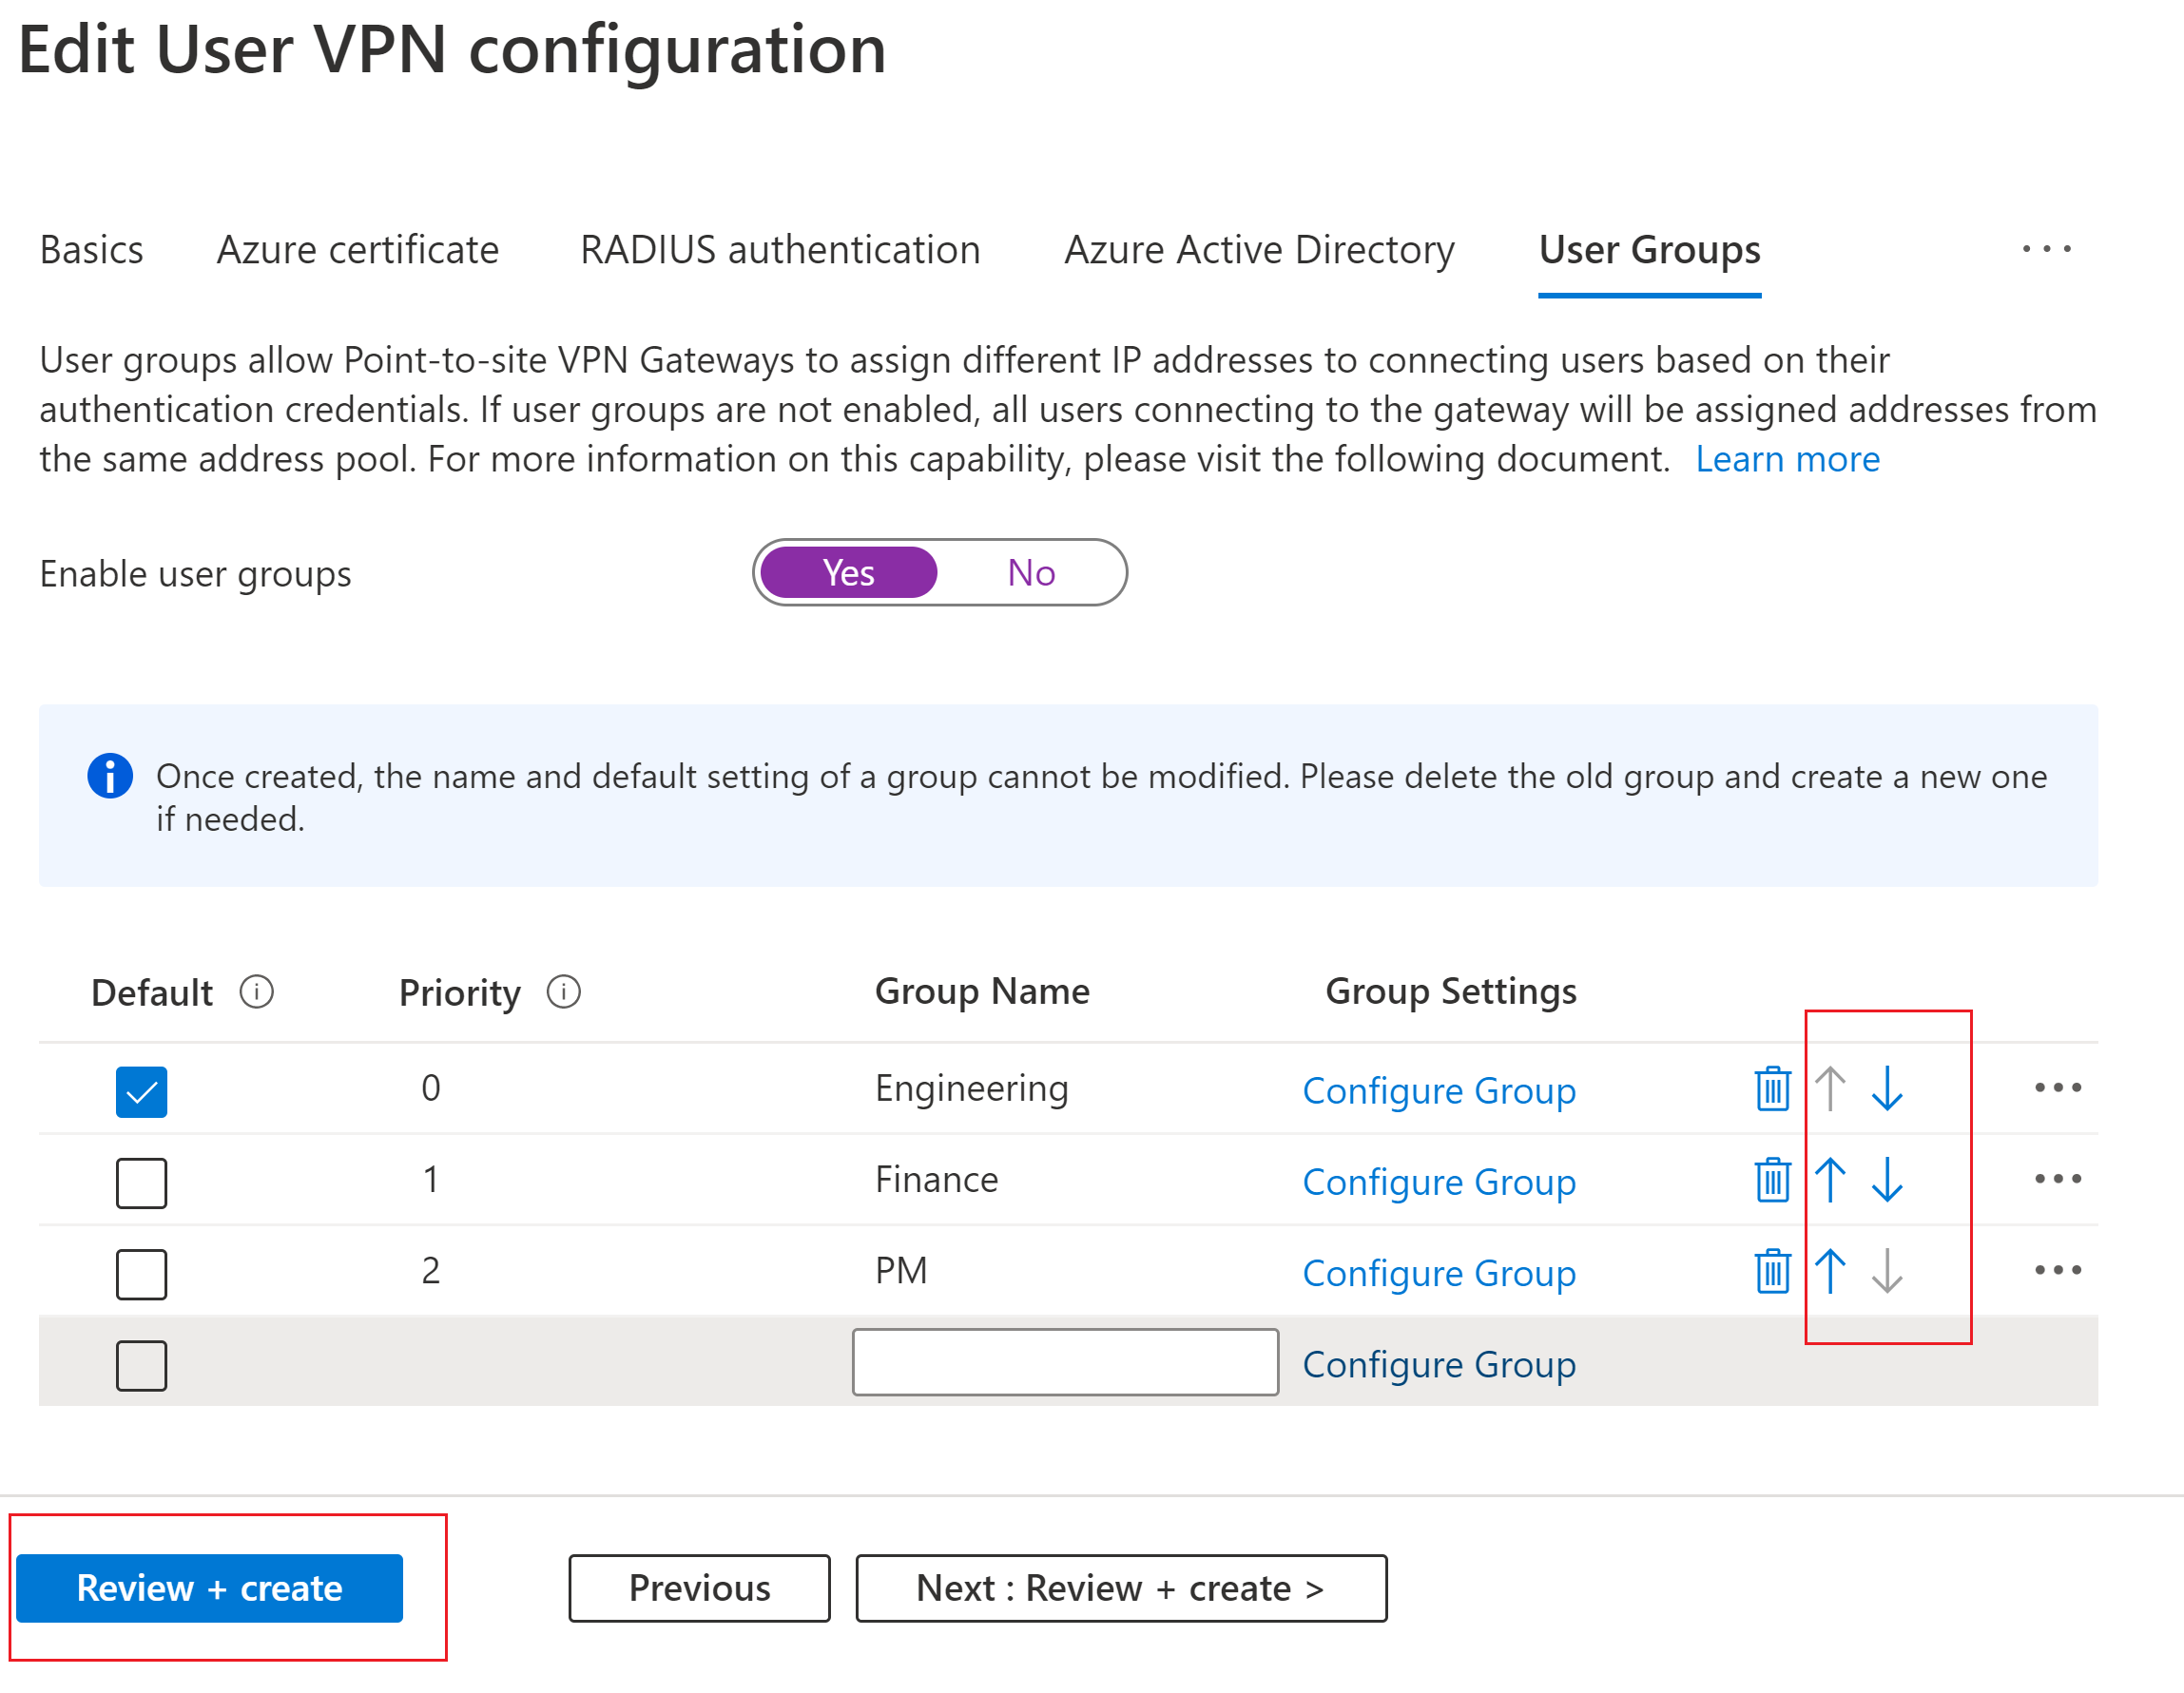 Edit User VPN configuration
Basics Azure certificate RADIUS authentication Azure Active Directory User Groups ...
User groups allow Point-to-site VPN Gateways to assign different IP addresses to connecting users based on their
authentication credentials. If user groups are not enabled, all users connecting to the gateway will be assigned addresses from
the same address pool. For more information on this capability, please visit the following document. Learn more
Enable user groups Yes No
Once created, the name and default setting of a group cannot be modified. Please delete the old group and create a new one
if needed.
Default Priority Group Name Group Settings
0 Engineering Configure Group
1 Finance Configure Group
2 PM Configure Group
Configure Group
Review + create Previous Next : Review + create >